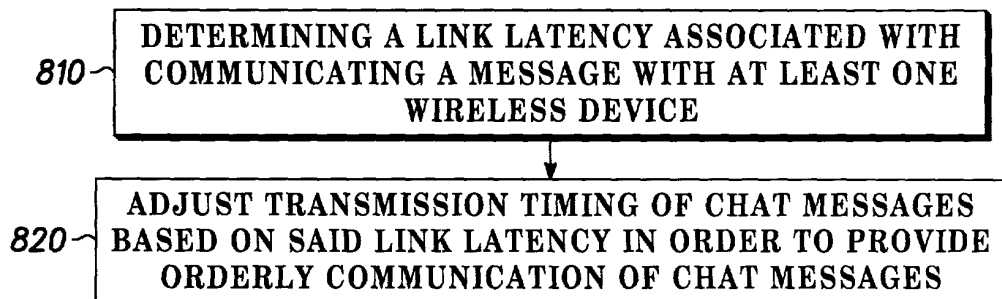 810
DETERMINING A LINK LATENCY ASSOCIATED WITH
COMMUNICATING A MESSAGE WITH AT LEAST ONE
WIRELESS DEVICE
820
ADJUST TRANSMISSION TIMING OF CHAT MESSAGES
BASED ON SAID LINK LATENCY IN ORDER TO PROVIDE
ORDERLY COMMUNICATION OF CHAT MESSAGES